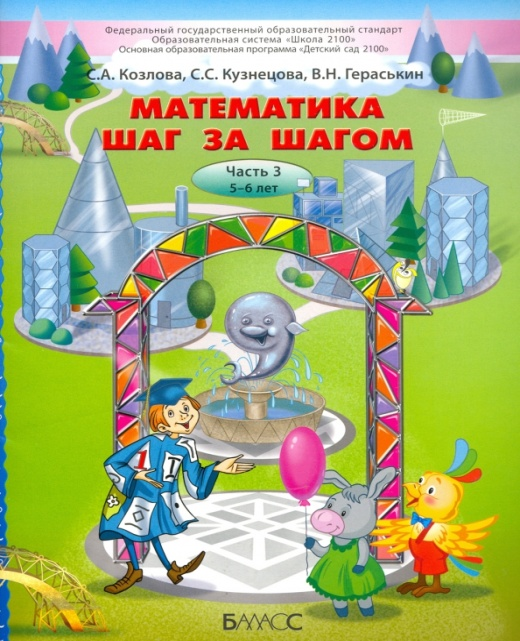 Федеральный государственный образовательный стандарт
Образовательная система «Школа 2100»
Основная образовательная программа «Детский сад 2100»
С.А. Козлова, С.С. Кузнецова, В.Н. Гераськин
МАТЕМАТИКА
ШАГ ЗА ШАГОМ
Часть 3
5–6 лет
1
БАЛАСС